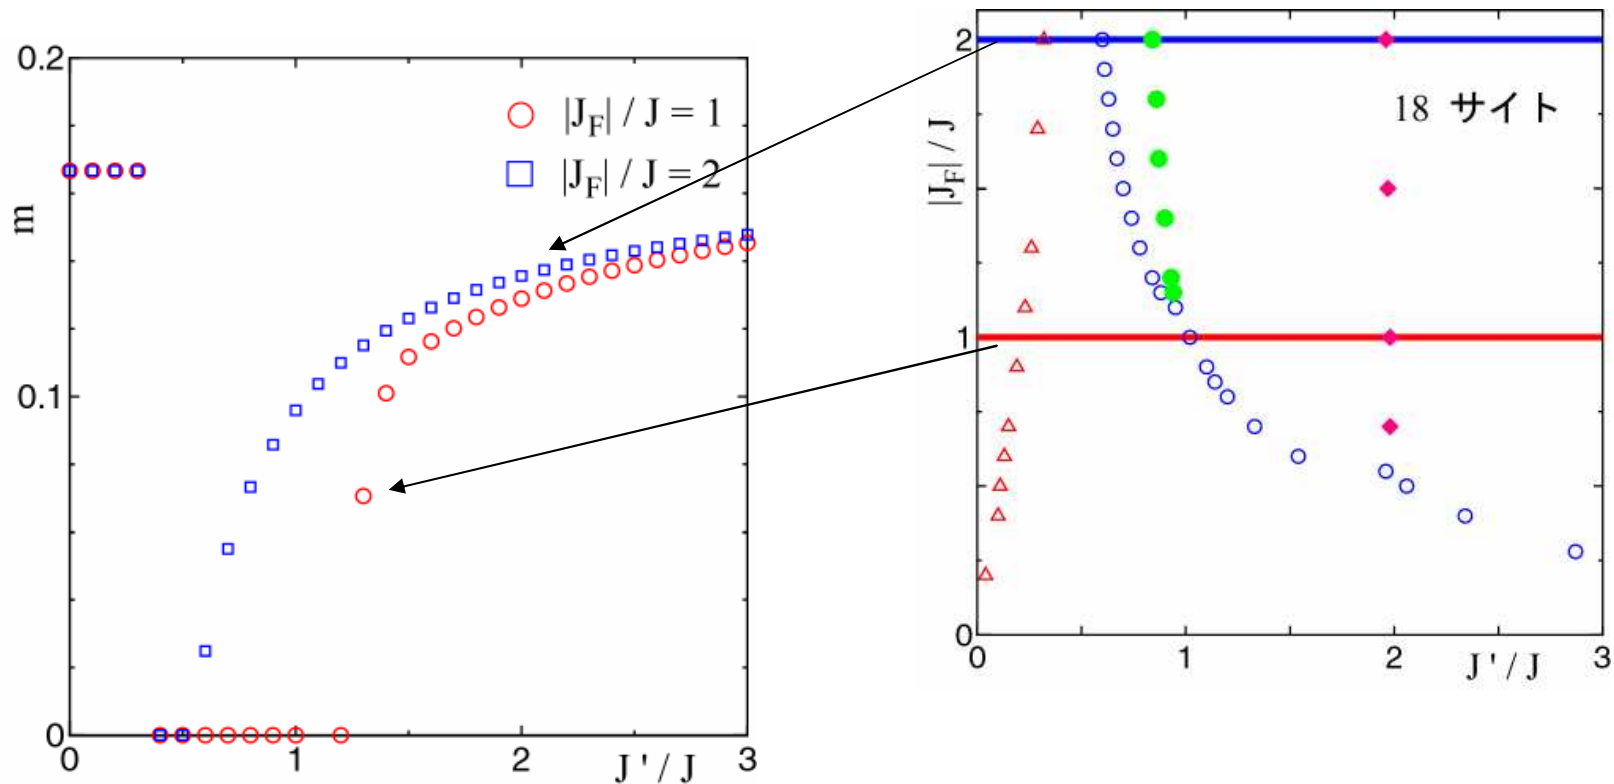 0.2
0.1
0
m
0
1
2
3
J ' / J
|J_F| / J = 1
|J_F| / J = 2
2
1
0
|J_F| / J
18 サイト
0
1
2
3
J ' / J